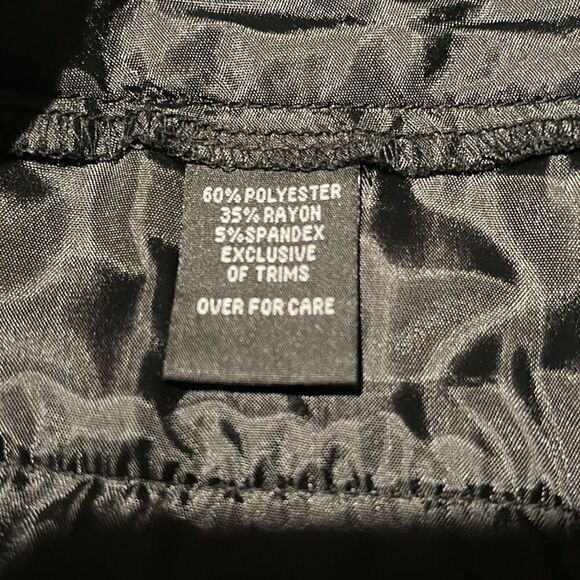 60% POLYESTER
35% RAYON
5% SPANDEX
EXCLUSIVE
OF TRIMS
OVER FOR CARE